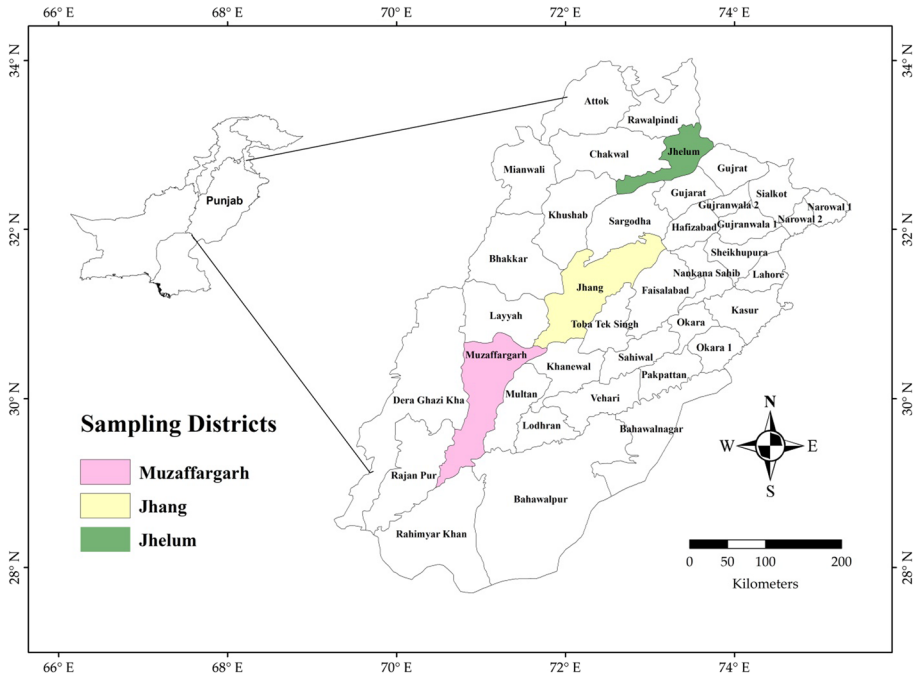 66° E 68° E 70° E 72° E 74° E
34° N
34° N
Attok
Rawalpindi
Jhelum
Chakwal
Mianwali
Gujrat
Punjab
Khushab
Gujarat
Sialkot
Gujranwala 2
Narowal 1
Sargodha
Narowal 2
Hafizabad
Gujranwala 1
32° N
32° N
Sheikhupura
Bhakkar
Nankana Sahib
Lahore
Jhang
Faisalabad
Kasur
Layyah
Toba Tek Singh
Okara
Okara 1
Muzaffargarh
Sahiwal
Khanewal
Pakpattan
30° N
30° N
Dera Ghazi Kha
Multan
Vehari
Lodhran
Bahawalnagar
Sampling Districts
N
W E
S
Muzaffargarh
Rajan Pur
Bahawalpur
Jhang
Rahimyar Khan
Jhelum
0 50 100 200
Kilometers
28° N
28° N
66° E 68° E 70° E 72° E 74° E